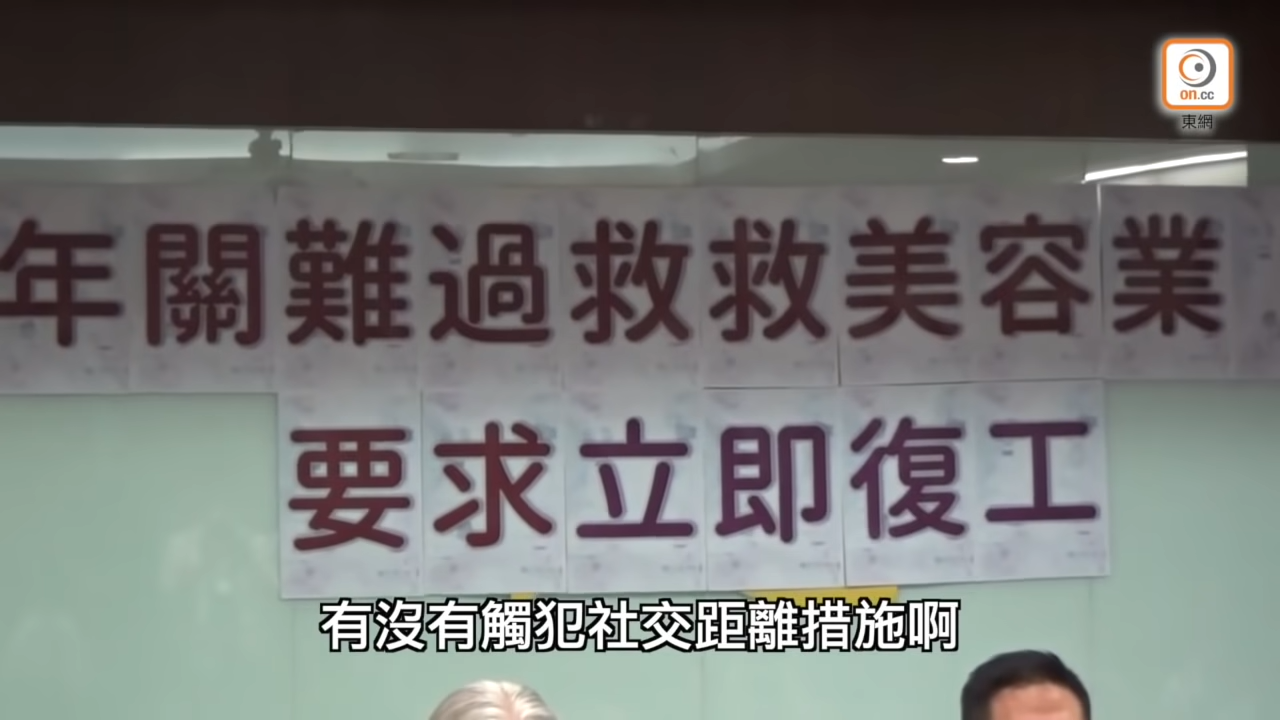 on.cc
東網
年關難過救救美容業
要求立即復工
有沒有觸犯社交距離措施啊